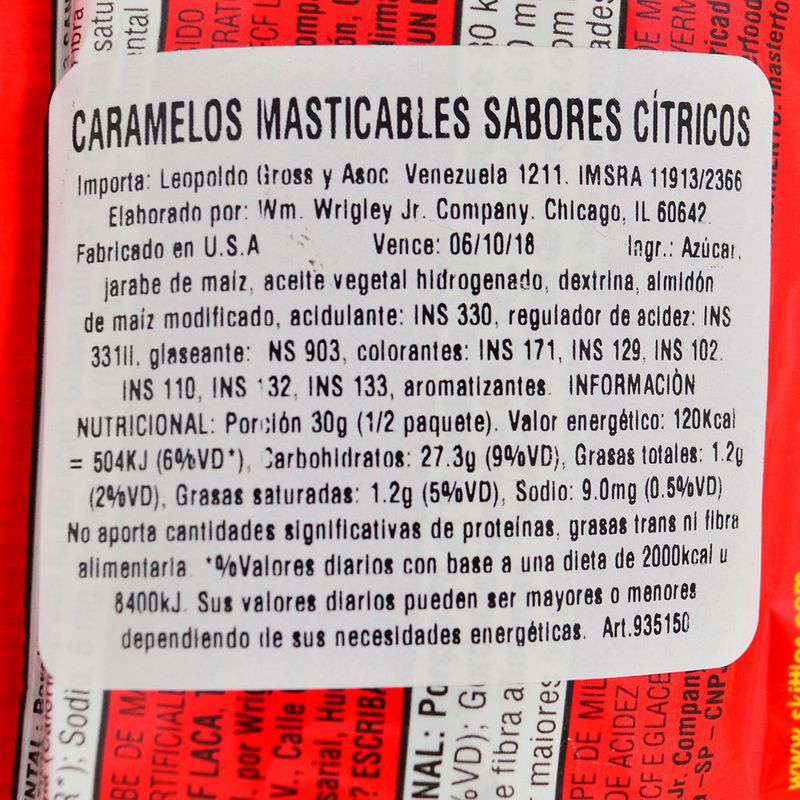 CARAMELOS MASTICABLES SABORES CÍTRICOS
Importa: Leopoldo Gross y Asoc. Venezuela 1211. IMSRA 11913/2366
Elaborado por: Wm. Wrigley Jr. Company. Chicago, IL 60642.
Fabricado en U.S.A Vence: 06/10/18 Ingr.: Azúcar,
jarabe de maíz, aceite vegetal hidrogenado, dextrina, almidón
de maíz modificado, acidulante: INS 330, regulador de acidez: INS
331II, glaseante: INS 903, colorantes: INS 171, INS 129, INS 102,
INS 110, INS 132, INS 133, aromatizantes. INFORMACIÒN
NUTRICIONAL: Porción 30g (1/2 paquete). Valor energético: 120Kcal
= 504KJ (6%VD*), Carbohidratos: 27.3g (9%VD), Grasas totales: 1.2g
(2%VD), Grasas saturadas: 1.2g (5%VD), Sodio: 9.0mg (0.5%VD)
No aporta cantidades significativas de proteínas, grasas trans ni fibra
alimentaria. *%Valores diarios con base a una dieta de 2000kcal u
8400kJ. Sus valores diarios pueden ser mayores o menores
dependiendo de sus necesidades energéticas. Art.935150